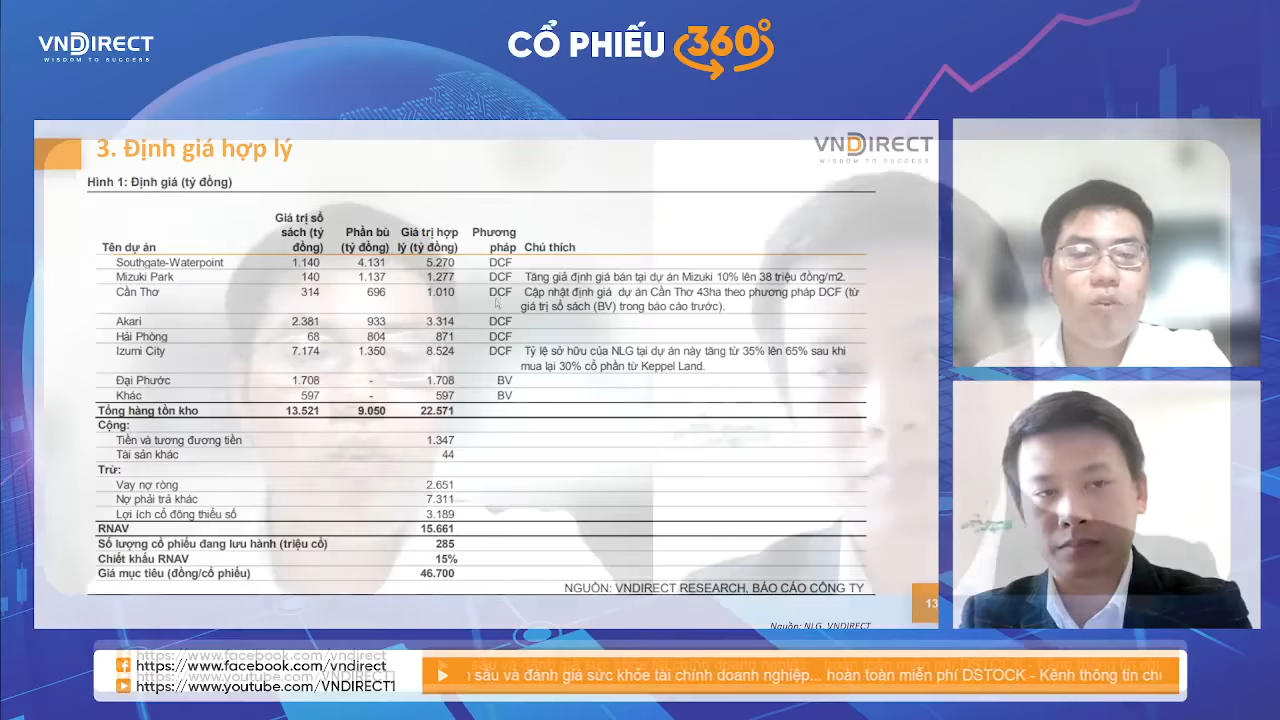 VNDIRECT
WISDOM TO SUCCESS
CỔ PHIẾU 360°
3. Định giá hợp lý
VNDIRECT
WISDOM TO SUCCESS
Hình 1: Định giá (tỷ đồng)
Tên dự án Giá trị sổ sách (tỷ đồng) Phần bù (tỷ đồng) Giá trị hợp lý (tỷ đồng) Phương pháp Chú thích
Southgate-Waterpoint 1.140 4.131 5.270 DCF
Mizuki Park 140 1.137 1.277 DCF Tăng giả định giá bán tại dự án Mizuki 10% lên 38 triệu đồng/m2.
Cần Thơ 314 696 1.010 DCF Cập nhật định giá dự án Cần Thơ 43ha theo phương pháp DCF (từ
giá trị sổ sách (BV) trong báo cáo trước).
Akari 2.381 933 3.314 DCF
Hải Phòng 68 804 871 DCF
Izumi City 7.174 1.350 8.524 DCF Tỷ lệ sở hữu của NLG tại dự án này tăng từ 35% lên 65% sau khi
mua lại 30% cổ phần từ Keppel Land.
Đại Phước 1.708 - 1.708 BV
Khác 597 - 597 BV
Tổng hàng tồn kho 13.521 9.050 22.571
Cộng:
Tiền và tương đương tiền 1.347
Tài sản khác 44
Trừ:
Vay nợ ròng 2.651
Nợ phải trả khác 7.311
Lợi ích cổ đông thiểu số 3.189
RNAV 15.661
Số lượng cổ phiếu đang lưu hành (triệu cổ) 285
Chiết khấu RNAV 15%
Giá mục tiêu (đồng/cổ phiếu) 46.700
NGUỒN: VNDIRECT RESEARCH, BÁO CÁO CÔNG TY
13
Nguồn: NLG, VNDIRECT
https://www.facebook.com/vndirect
https://www.facebook.com/vndirect
https://www.youtube.com/VNDIRECT1
sâu và đánh giá sức khỏe tài chính doanh nghiệp... hoàn toàn miễn phí DSTOCK - Kênh thông tin